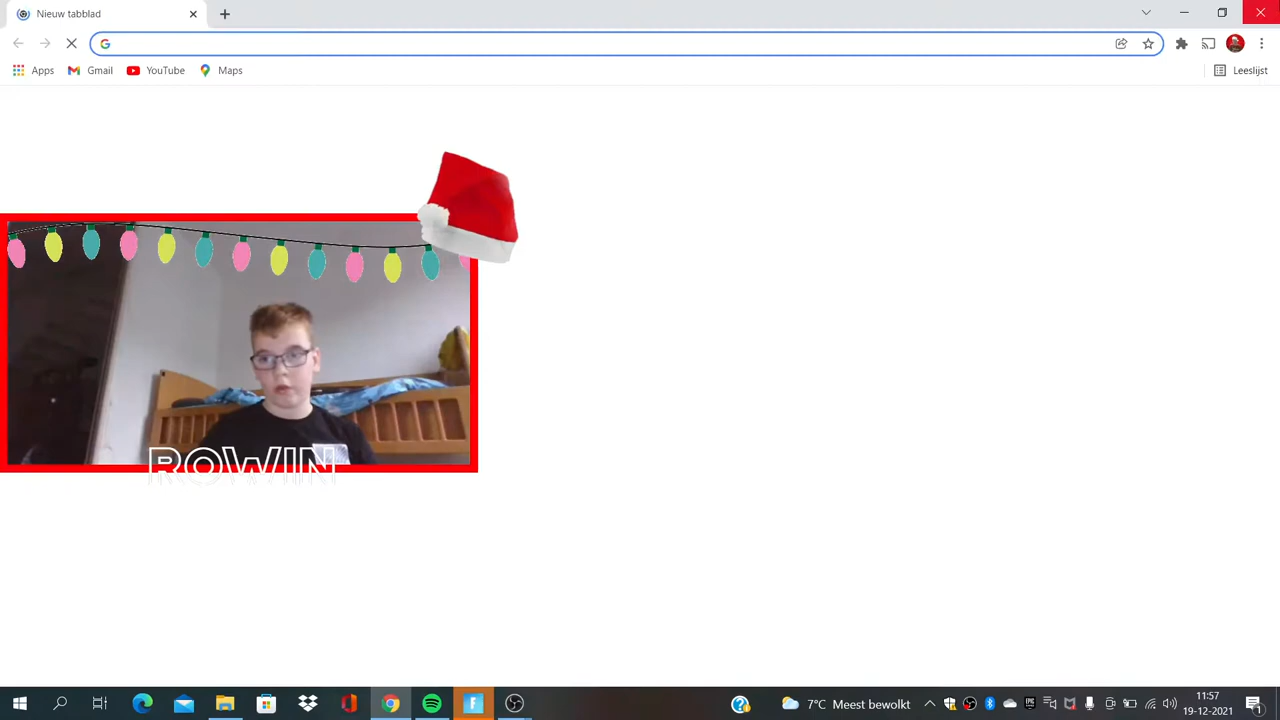 Nieuw tabblad
Apps
Gmail
YouTube
Maps
Leeslijst
ROWIN
7°C Meest bewolkt
11:57
19-12-2021